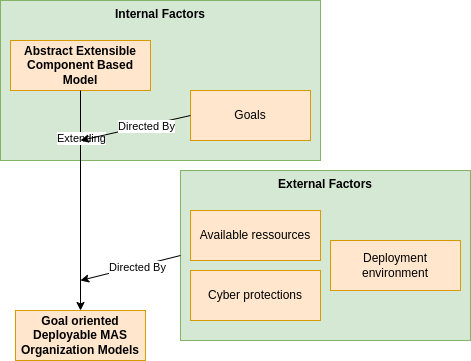 Internal Factors
Abstract Extensible
Component Based
Model
Goals
Directed By
Extending
External Factors
Available ressources
Deployment
environment
Cyber protections
Directed By
Goal oriented
Deployable MAS
Organization Models